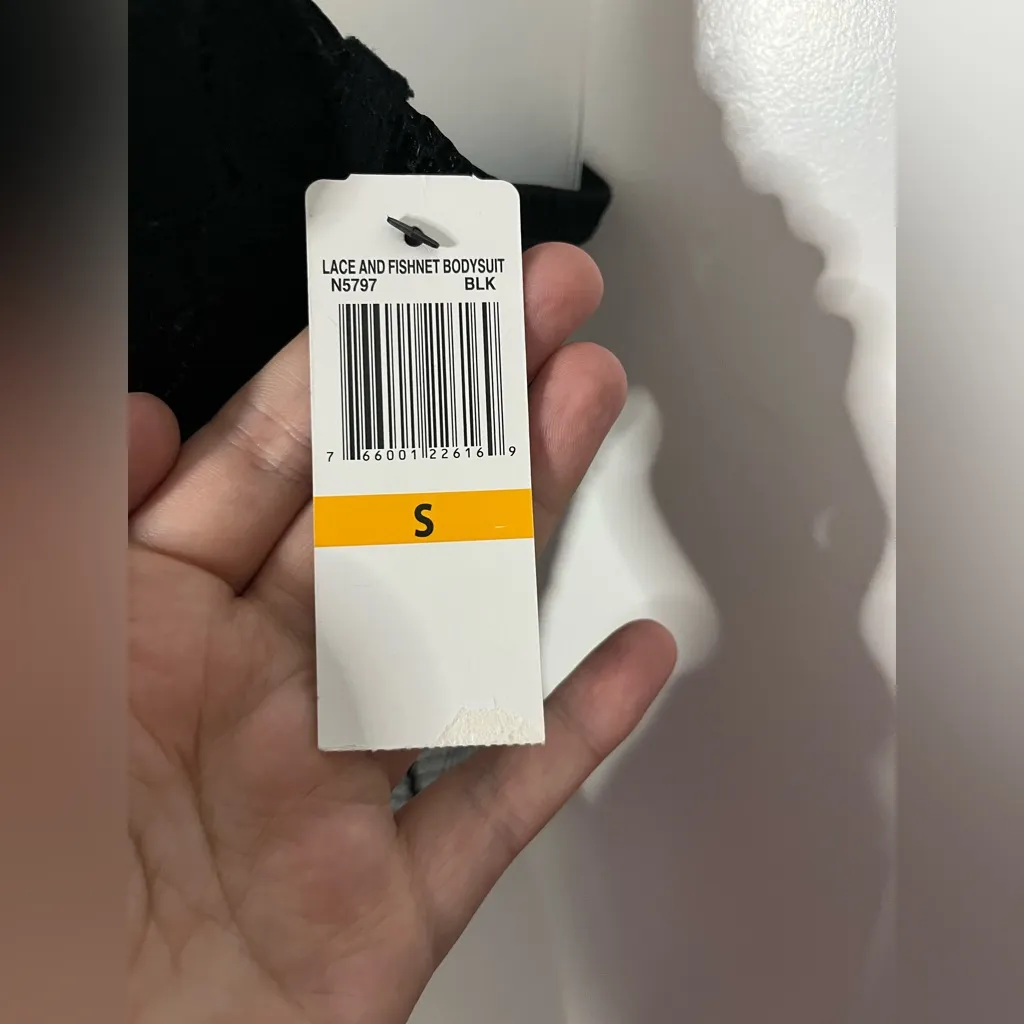 LACE AND FISHNET BODYSUIT
N5797 BLK
7 66001 22616 9
S